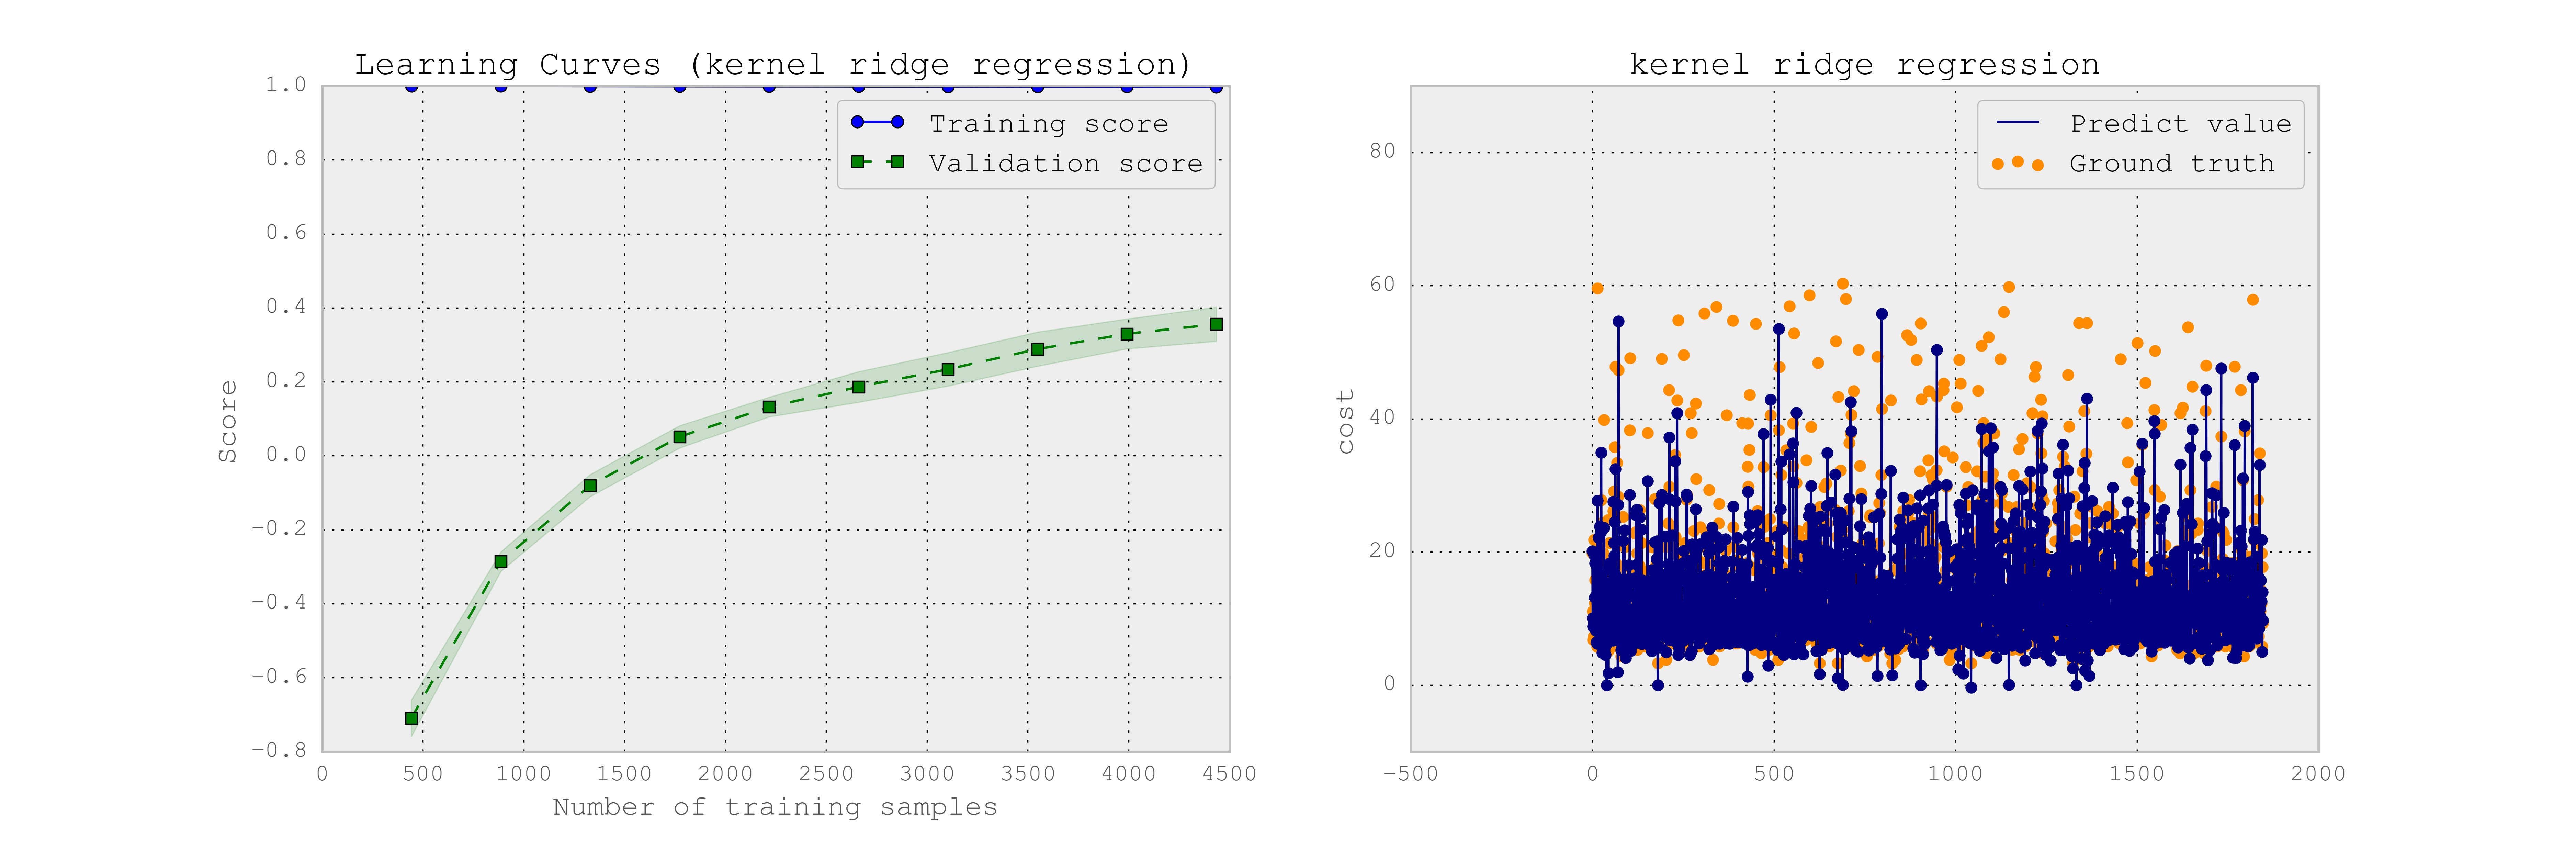 Learning Curves (kernel ridge regression)
1.0
0.8
0.6
0.4
0.2
0.0
−0.2
−0.4
−0.6
−0.8
Score
Training score
Validation score
0 500 1000 1500 2000 2500 3000 3500 4000 4500
Number of training samples
kernel ridge regression
80
60
40
20
0
cost
Predict value
Ground truth
−500 0 500 1000 1500 2000